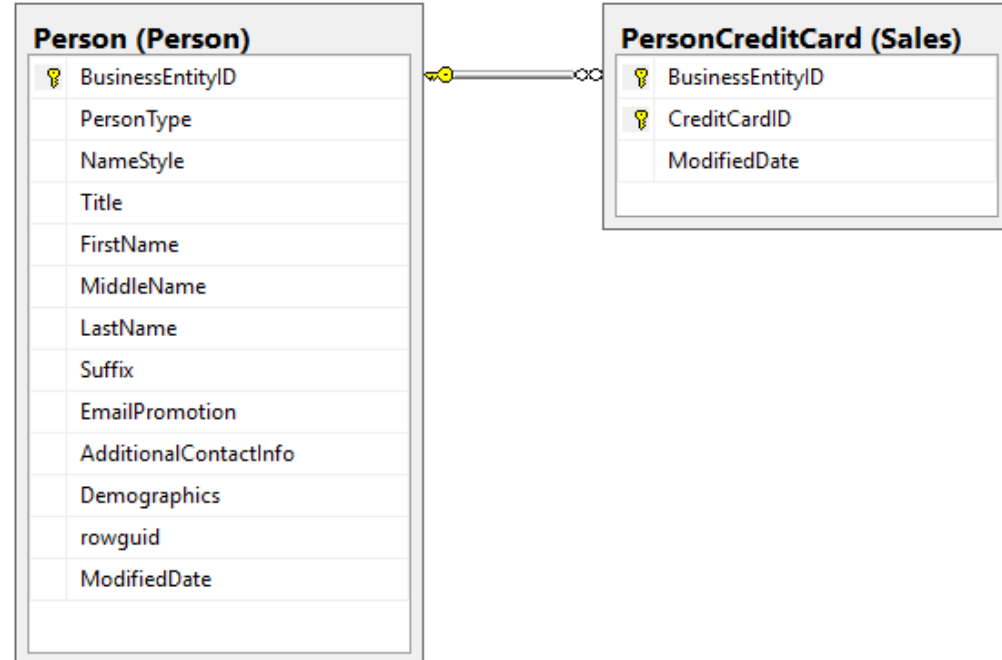 Person (Person)
BusinessEntityID
PersonType
NameStyle
Title
FirstName
MiddleName
LastName
Suffix
EmailPromotion
AdditionalContactInfo
Demographics
rowguid
ModifiedDate
PersonCreditCard (Sales)
BusinessEntityID
CreditCardID
ModifiedDate